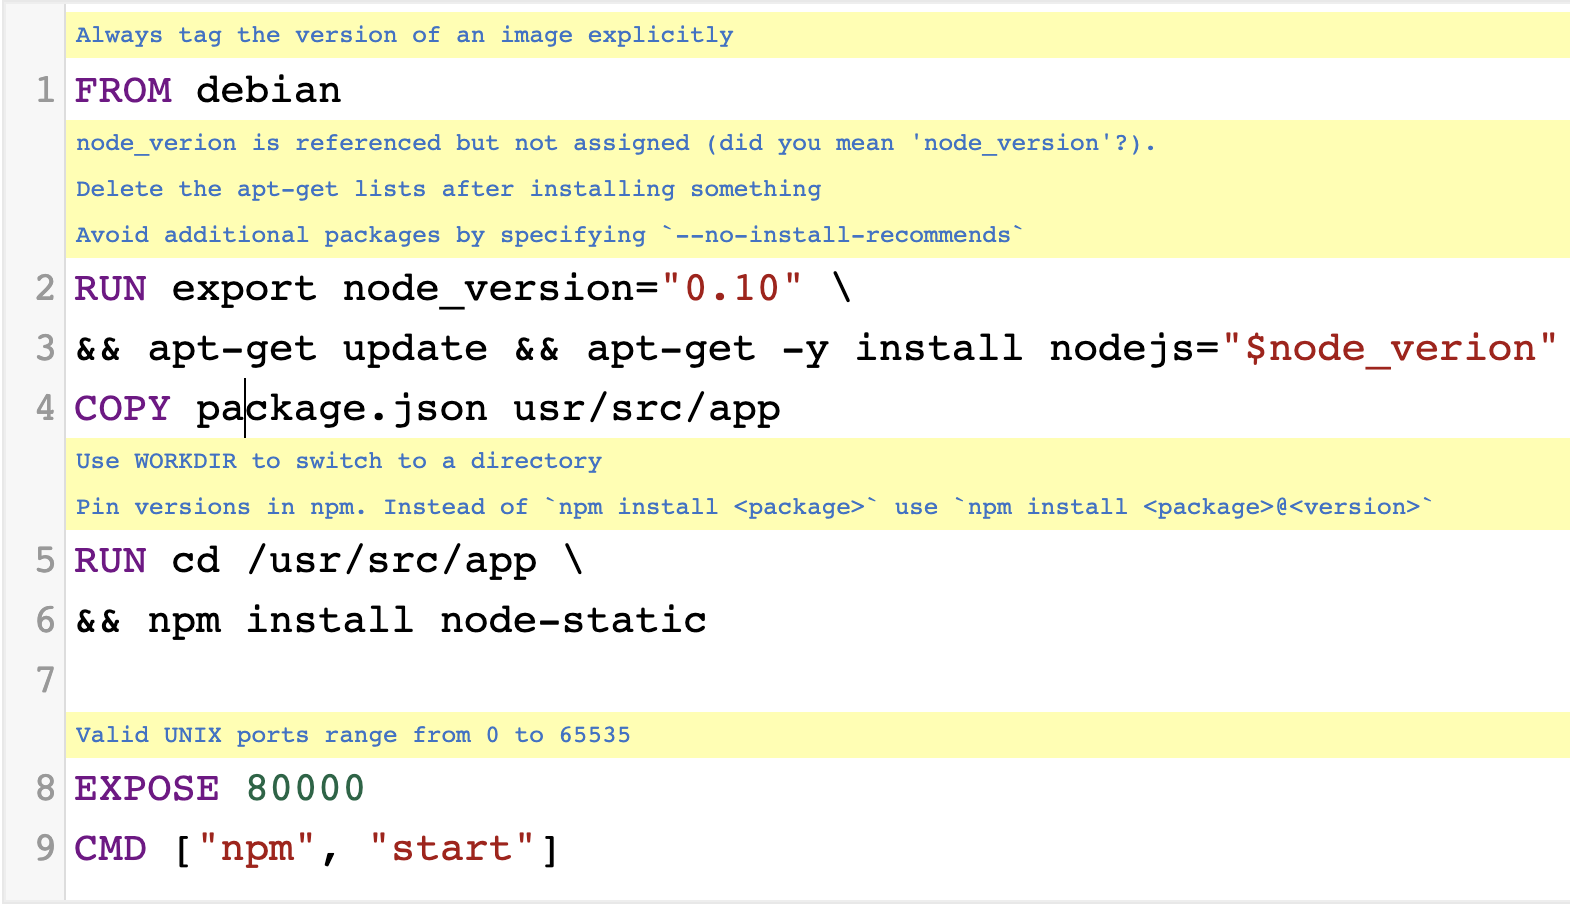 Always tag the version of an image explicitly
1 FROM debian
node_verion is referenced but not assigned (did you mean 'node_version'?).
Delete the apt-get lists after installing something
Avoid additional packages by specifying `--no-install-recommends`
2 RUN export node_version="0.10" \
3 && apt-get update && apt-get -y install nodejs="$node_verion"
4 COPY package.json usr/src/app
Use WORKDIR to switch to a directory
Pin versions in npm. Instead of `npm install <package>` use `npm install <package>@<version>`
5 RUN cd /usr/src/app \
6 && npm install node-static
7
Valid UNIX ports range from 0 to 65535
8 EXPOSE 80000
9 CMD ["npm", "start"]